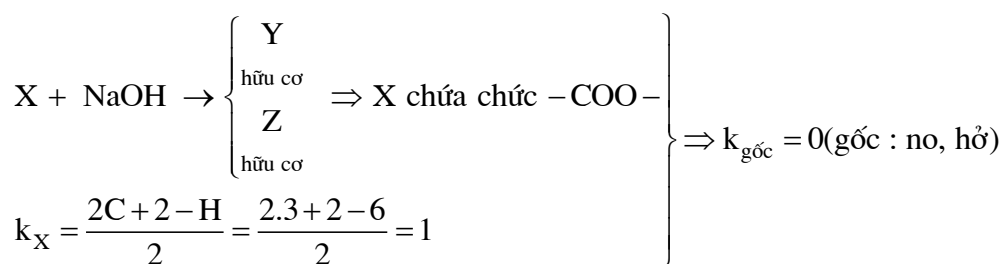 X + NaOH → { Y hữu cơ Z hữu cơ ⇒ X chứa chức –COO– } ⇒ k gốc = 0(gốc : no, hở)
k_X = (2C + 2 – H)/2 = (2.3 + 2 – 6)/2 = 1